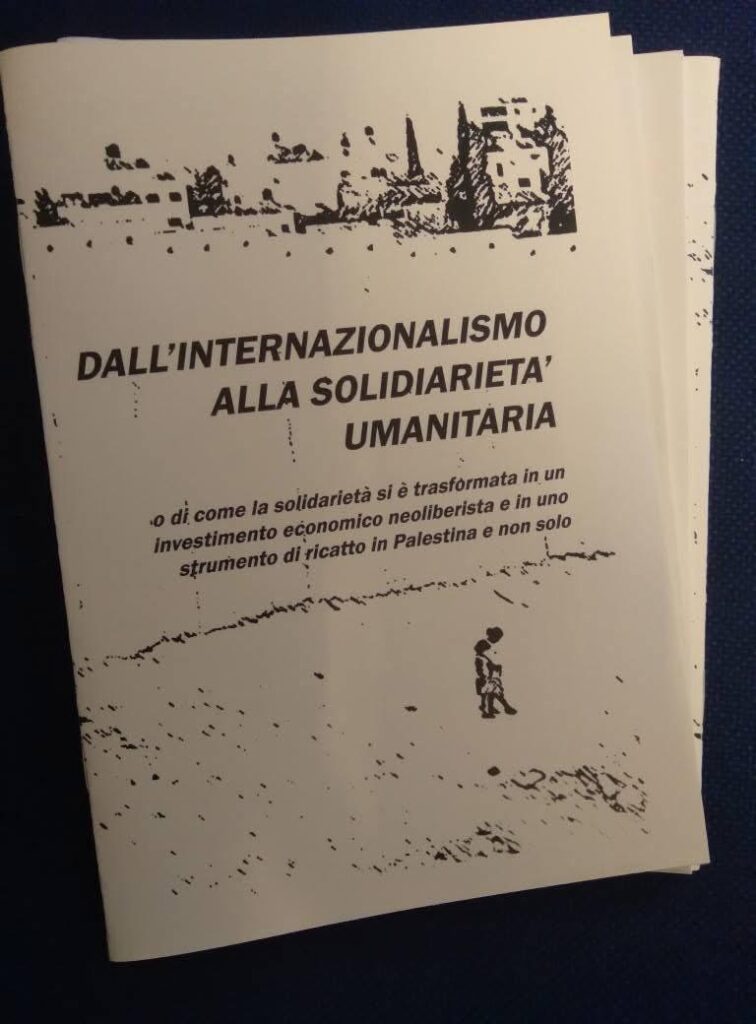 DALL'INTERNAZIONALISMO
ALLA SOLIDIARIETA'
UMANITARIA
o di come la solidarietà si è trasformata in un
investimento economico neoliberista e in uno
strumento di ricatto in Palestina e non solo